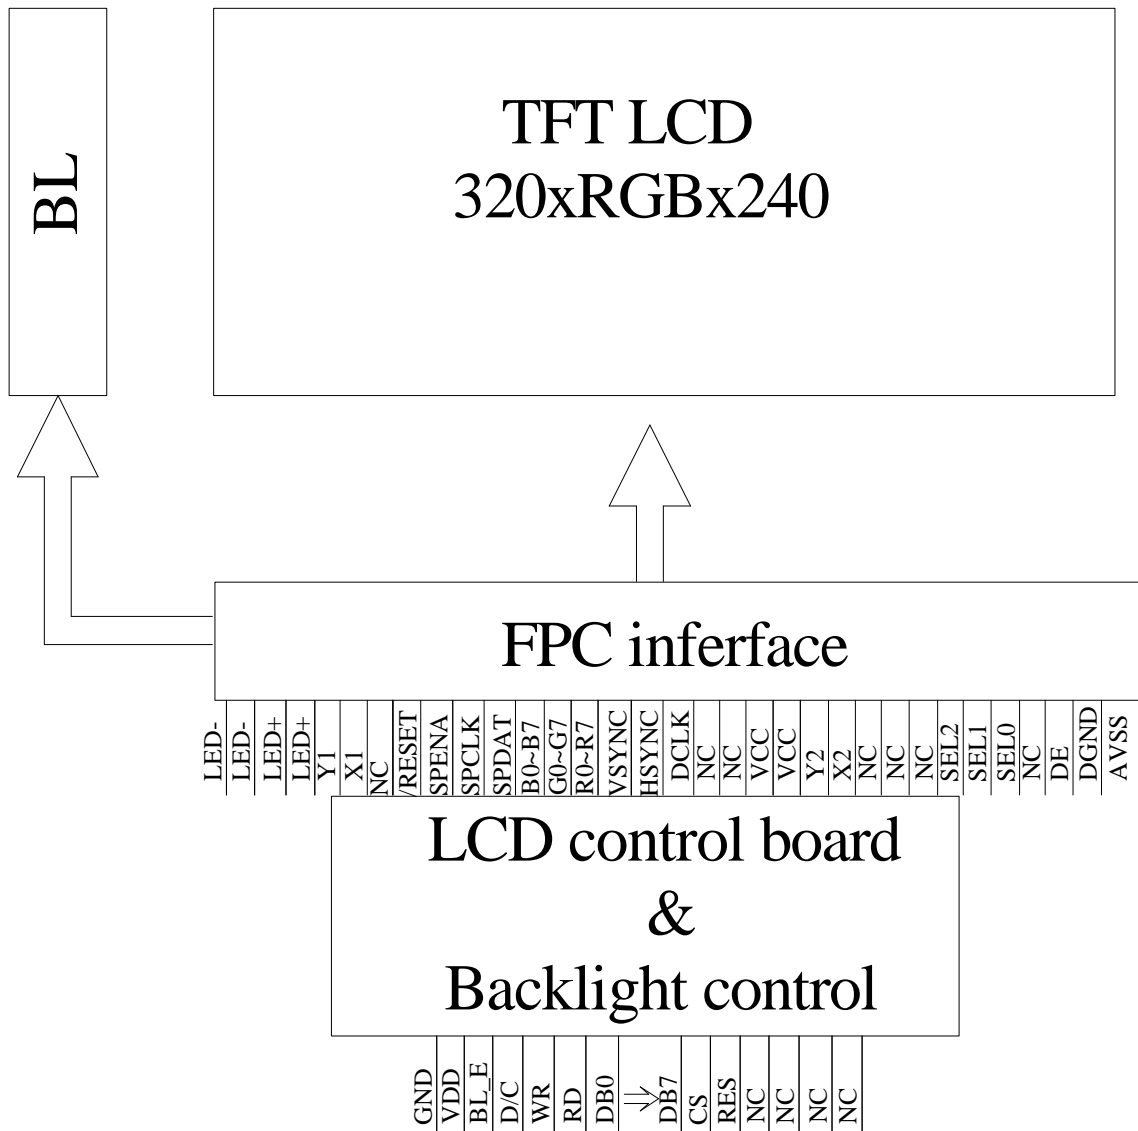 BL
TFT LCD
320xRGBx240
FPC inferface
LED-
LED-
LED+
LED+
Y1
X1
NC
/RESET
SPENA
SPCLK
SPDAT
B0~B7
G0~G7
R0~R7
VSYNC
HSYNC
DCLK
NC
NC
VCC
VCC
Y2
X2
NC
NC
NC
SEL2
SEL1
SEL0
NC
DE
DGND
AVSS
LCD control board
&
Backlight control
GND
VDD
BL_E
D/C
WR
RD
DB0
DB7
CS
RES
NC
NC
NC
NC